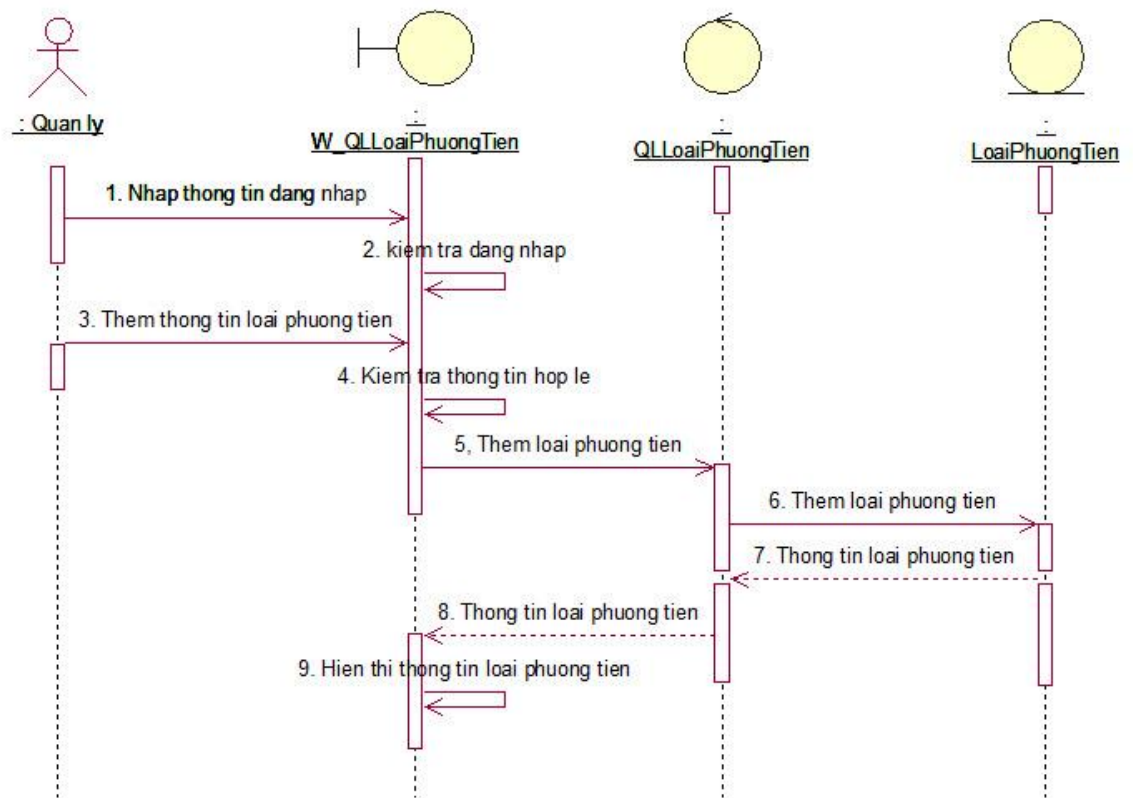 : Quan ly
:
W_QLLoaiPhuongTien
:
QLLoaiPhuongTien
:
LoaiPhuongTien
1. Nhap thong tin dang nhap
2. kiem tra dang nhap
3. Them thong tin loai phuong tien
4. Kiem tra thong tin hop le
5, Them loai phuong tien
6. Them loai phuong tien
7. Thong tin loai phuong tien
8. Thong tin loai phuong tien
9. Hien thi thong tin loai phuong tien